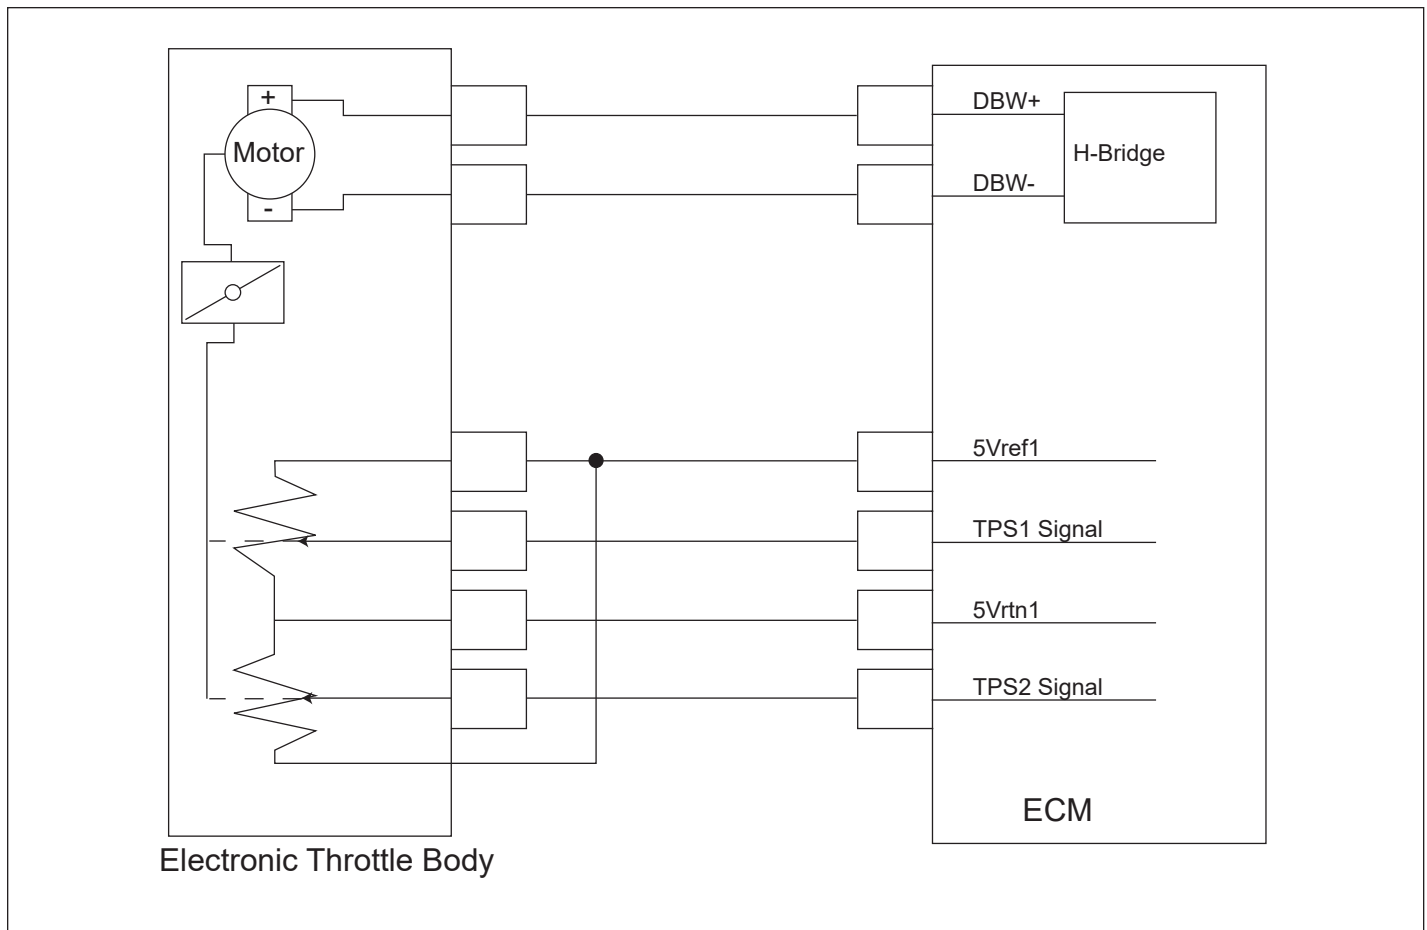 +
DBW+
Motor
H-Bridge
DBW-
-
5Vref1
TPS1 Signal
5Vrtn1
TPS2 Signal
ECM
Electronic Throttle Body